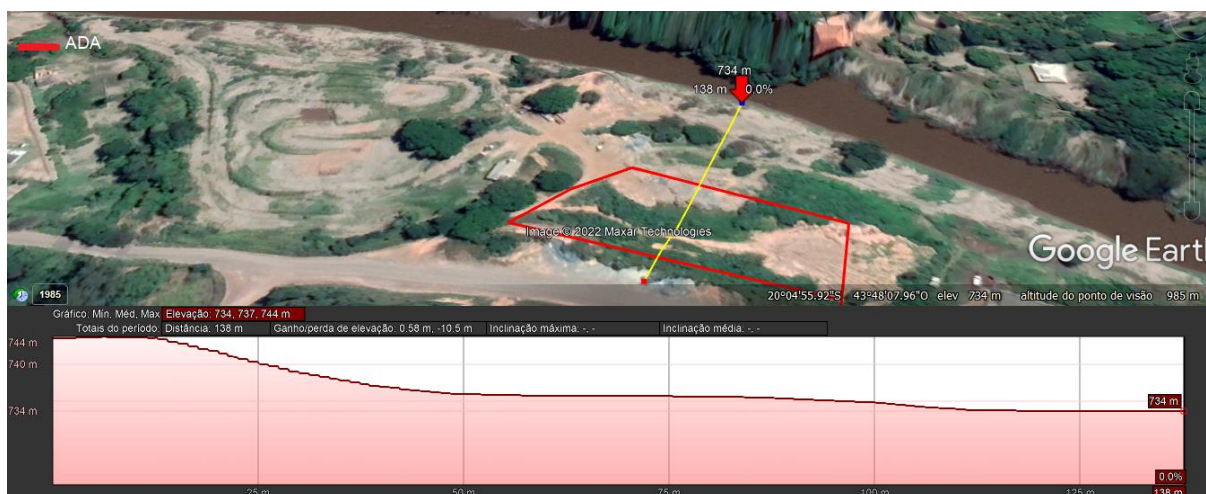 ADA
734 m
138 m 0.0%
Image © 2022 Maxar Technologies
Google Earth
1985
20°04'55.92"S 43°48'07.96"O elev 734 m altitude do ponto de visão 985 m
Gráfico: Mín, Méd, Max Elevação: 734, 737, 744 m
Totais do período: Distância: 138 m Ganho/perda de elevação: 0.58 m, -10.5 m Inclinação máxima: -, - Inclinação média: -, -
744 m
740 m
734 m
734 m
0.0%
25 m 50 m 75 m 100 m 125 m 138 m